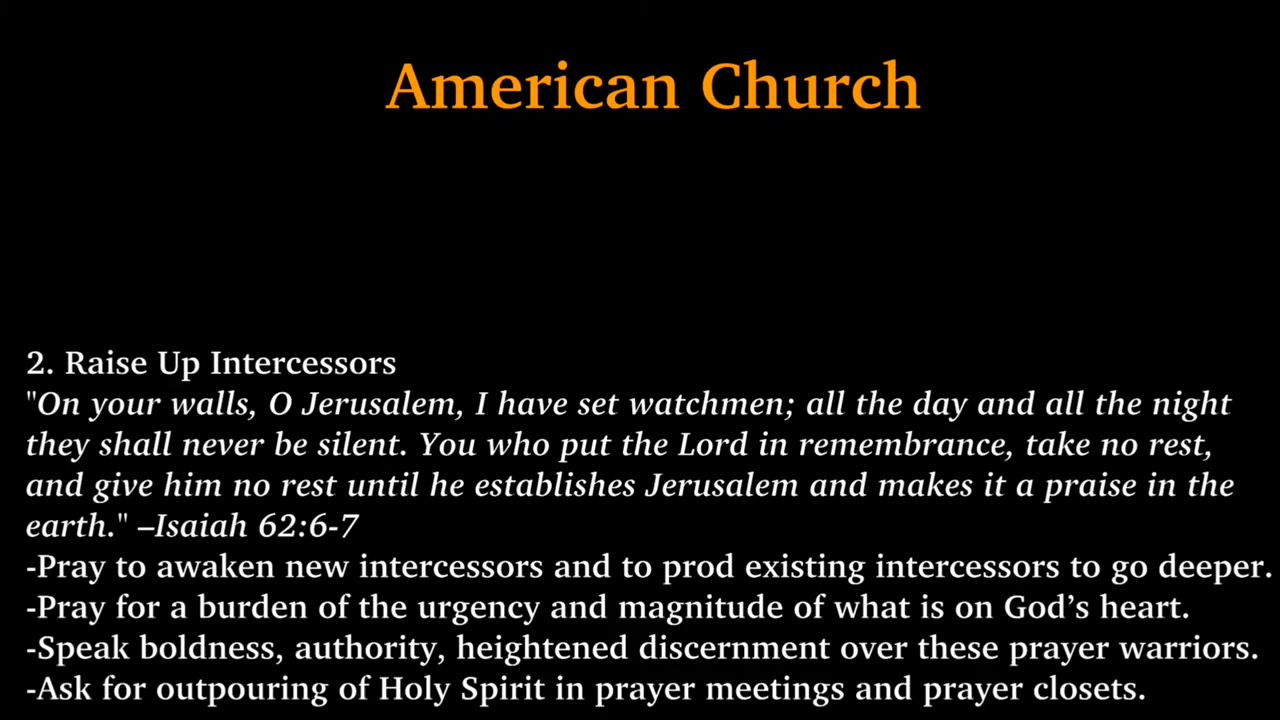 American Church
2. Raise Up Intercessors
"On your walls, O Jerusalem, I have set watchmen; all the day and all the night
they shall never be silent. You who put the Lord in remembrance, take no rest,
and give him no rest until he establishes Jerusalem and makes it a praise in the
earth." –Isaiah 62:6-7
-Pray to awaken new intercessors and to prod existing intercessors to go deeper.
-Pray for a burden of the urgency and magnitude of what is on God’s heart.
-Speak boldness, authority, heightened discernment over these prayer warriors.
-Ask for outpouring of Holy Spirit in prayer meetings and prayer closets.